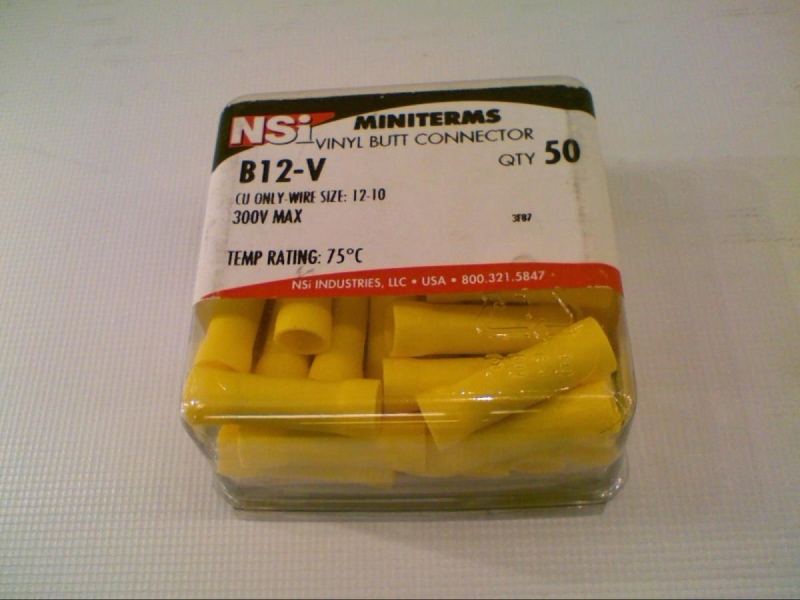 NSi MINITERMS
VINYL BUTT CONNECTOR
B12-V QTY 50
CU ONLY-WIRE SIZE: 12-10
300V MAX 3F87
TEMP RATING: 75°C
NSi INDUSTRIES, LLC • USA • 800.321.5847